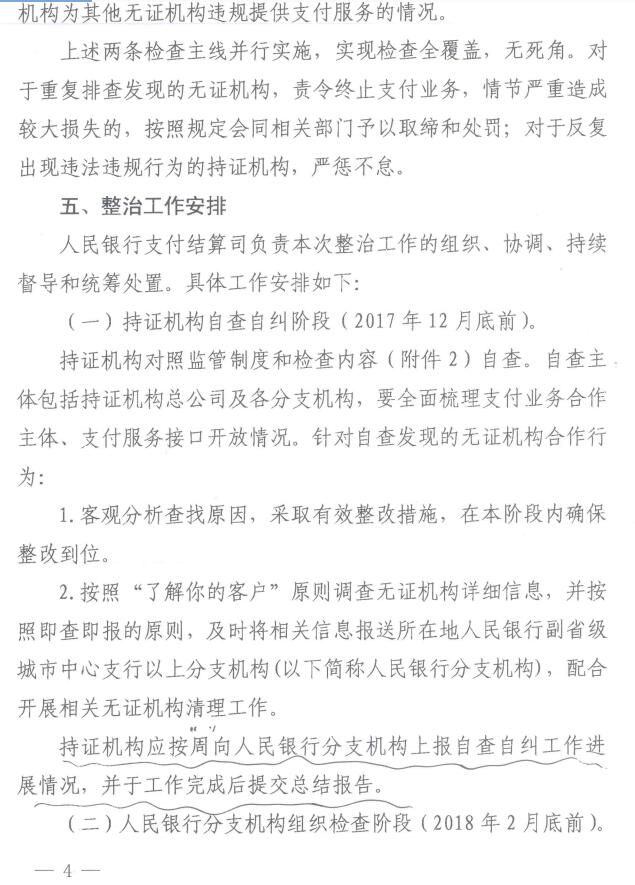 机构为其他无证机构违规提供支付服务的情况。
上述两条检查主线并行实施，实现检查全覆盖，无死角。对
于重复排查发现的无证机构，责令终止支付业务，情节严重造成
较大损失的，按照规定会同相关部门予以取缔和处罚；对于反复
出现违法违规行为的持证机构，严惩不怠。
五、整治工作安排
人民银行支付结算司负责本次整治工作的组织、协调、持续
督导和统筹处置。具体工作安排如下：
（一）持证机构自查自纠阶段（2017 年 12 月底前）。
持证机构对照监管制度和检查内容（附件 2）自查。自查主
体包括持证机构总公司及各分支机构，要全面梳理支付业务合作
主体、支付服务接口开放情况。针对自查发现的无证机构合作行
为：
1. 客观分析查找原因，采取有效整改措施，在本阶段内确保
整改到位。
2. 按照“了解你的客户”原则调查无证机构详细信息，并按
照即查即报的原则，及时将相关信息报送所在地人民银行副省级
城市中心支行以上分支机构（以下简称人民银行分支机构），配合
开展相关无证机构清理工作。
持证机构应按周向人民银行分支机构上报自查自纠工作进
展情况，并于工作完成后提交总结报告。
（二）人民银行分支机构组织检查阶段（2018 年 2 月底前）。
— 4 —